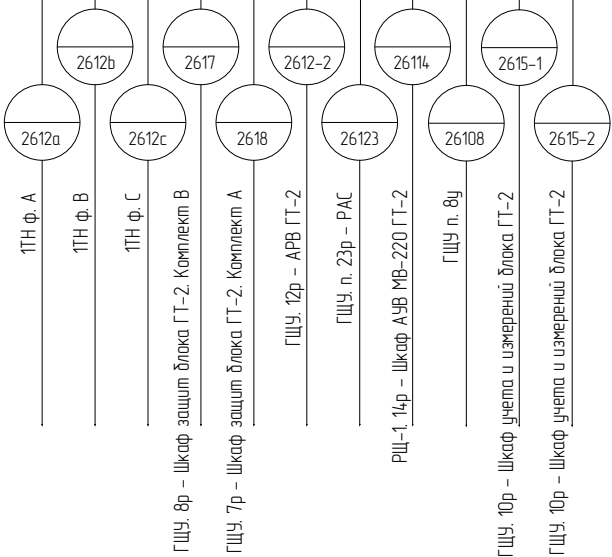 2612b
2617
2612-2
26114
2615-1
2612a
2612c
2618
26123
26108
2615-2
1ТН ф. А
1ТН ф. В
1ТН ф. С
ГЩУ. 8р - Шкаф защит блока ГТ-2. Комплект В
ГЩУ. 7р - Шкаф защит блока ГТ-2. Комплект А
ГЩУ. 12р - АРВ ГТ-2
ГЩУ. п. 23р - РАС
РЩ-1. 14р - Шкаф АУВ МВ-220 ГТ-2
ГЩУ п. 8у
ГЩУ. 10р - Шкаф учета и измерений блока ГТ-2
ГЩУ. 10р - Шкаф учета и измерений блока ГТ-2